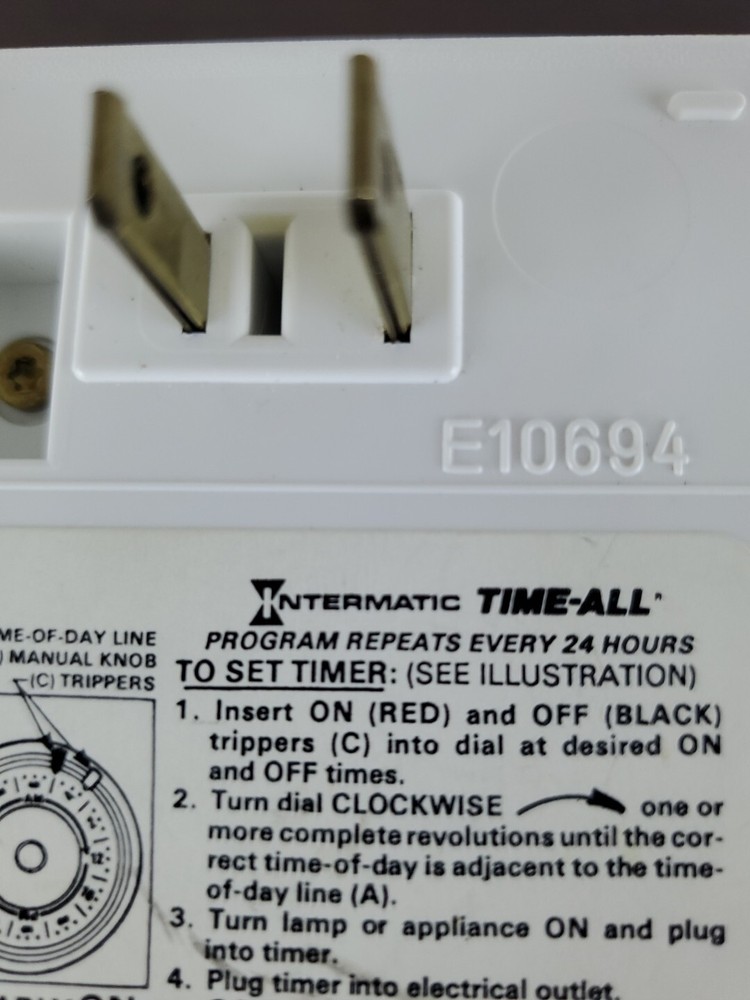 E10694
INTERMATIC TIME-ALL
PROGRAM REPEATS EVERY 24 HOURS
ME-OF-DAY LINE
) MANUAL KNOB
(C) TRIPPERS
TO SET TIMER: (SEE ILLUSTRATION)
1. Insert ON (RED) and OFF (BLACK)
trippers (C) into dial at desired ON
and OFF times.
2. Turn dial CLOCKWISE one or
more complete revolutions until the cor-
rect time-of-day is adjacent to the time-
of-day line (A).
3. Turn lamp or appliance ON and plug
into timer.
4. Plug timer into electrical outlet.
AM
12
PM